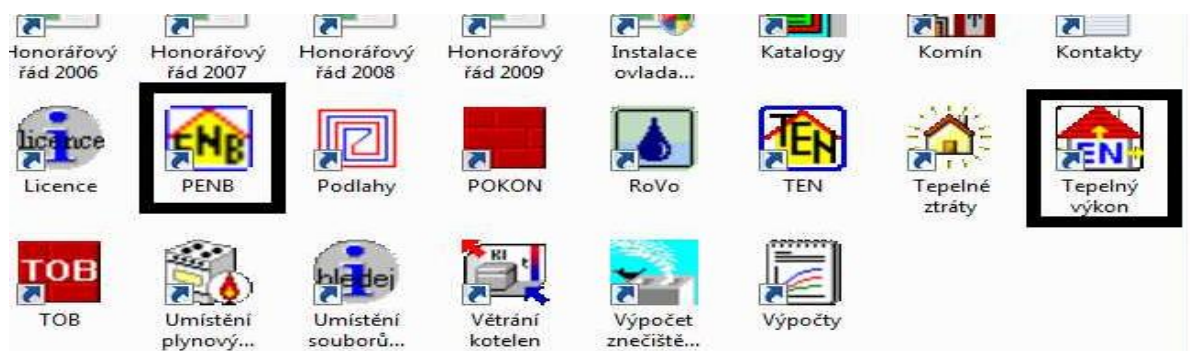 Honorářový Honorářový Honorářový Honorářový Instalace Katalogy Komín Kontakty
řád 2006 řád 2007 řád 2008 řád 2009 ovlada...
licence ENB TEN EN
Licence PENB Podlahy POKON RoVo TEN Tepelné Tepelný
ztráty výkon
TOB hledej
TOB Umístění Umístění Větrání Výpočet Výpočty
plynový... souborů... kotelen znečiště...